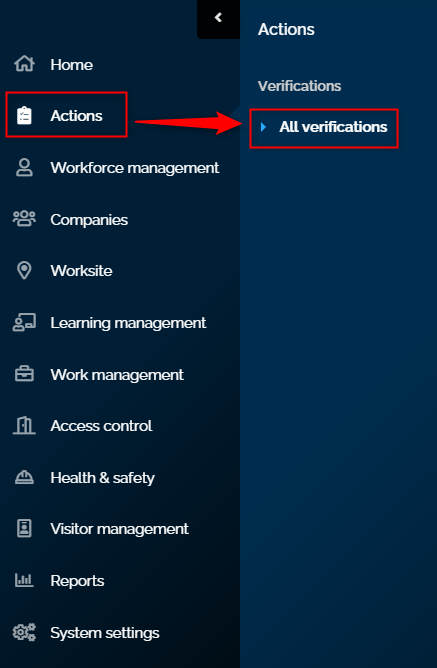 Home
Actions
Workforce management
Companies
Worksite
Learning management
Work management
Access control
Health & safety
Visitor management
Reports
System settings
Actions
Verifications
All verifications